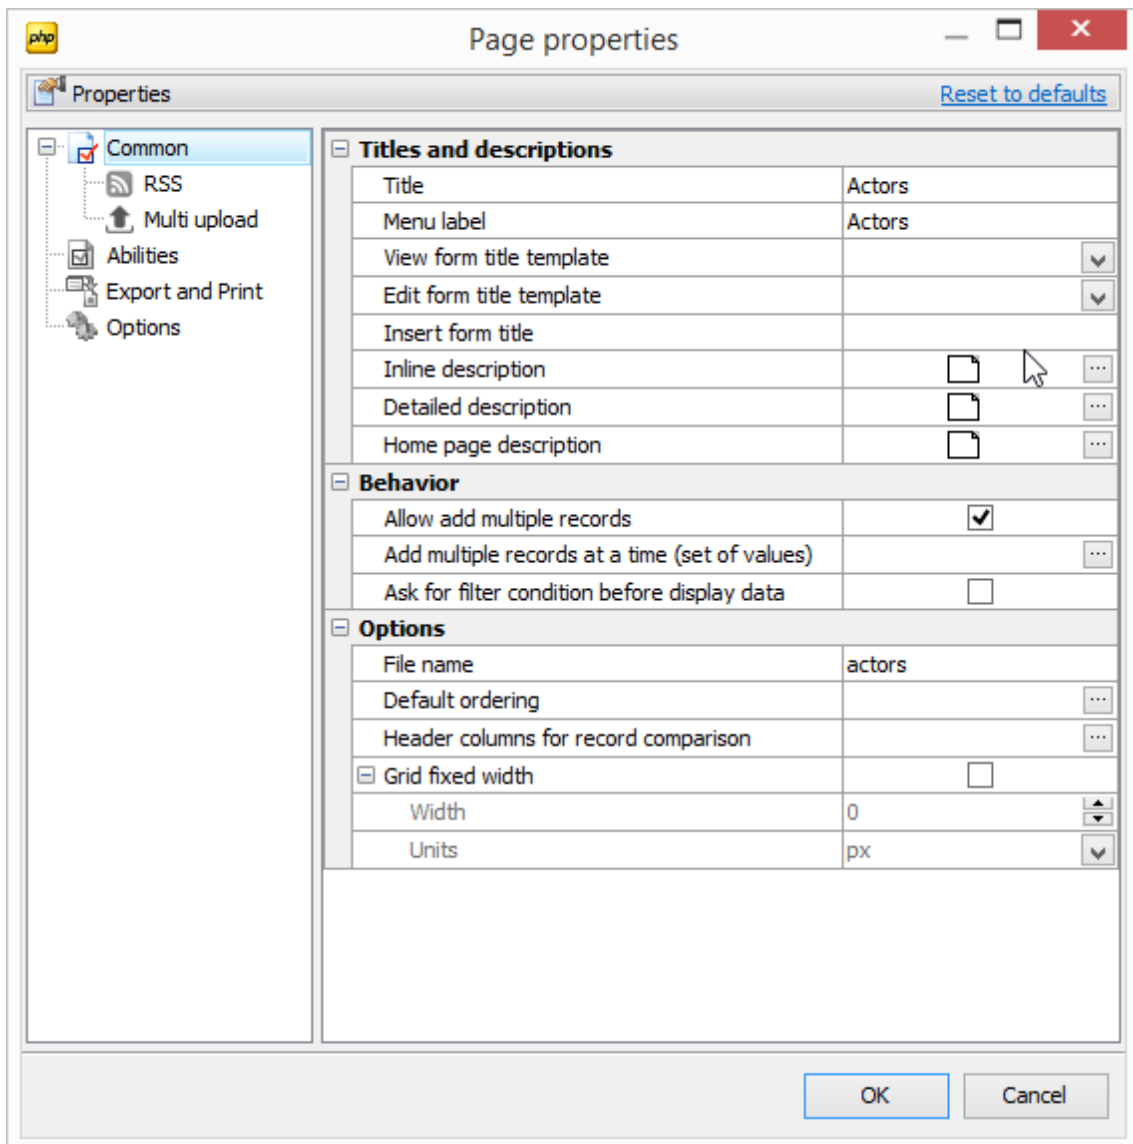 php
Page properties
Properties
Reset to defaults
Common
RSS
Multi upload
Abilities
Export and Print
Options
Titles and descriptions
Title Actors
Menu label Actors
View form title template
Edit form title template
Insert form title
Inline description ...
Detailed description ...
Home page description ...
Behavior
Allow add multiple records
Add multiple records at a time (set of values) ...
Ask for filter condition before display data
Options
File name actors
Default ordering ...
Header columns for record comparison ...
Grid fixed width
Width 0
Units px
OK
Cancel